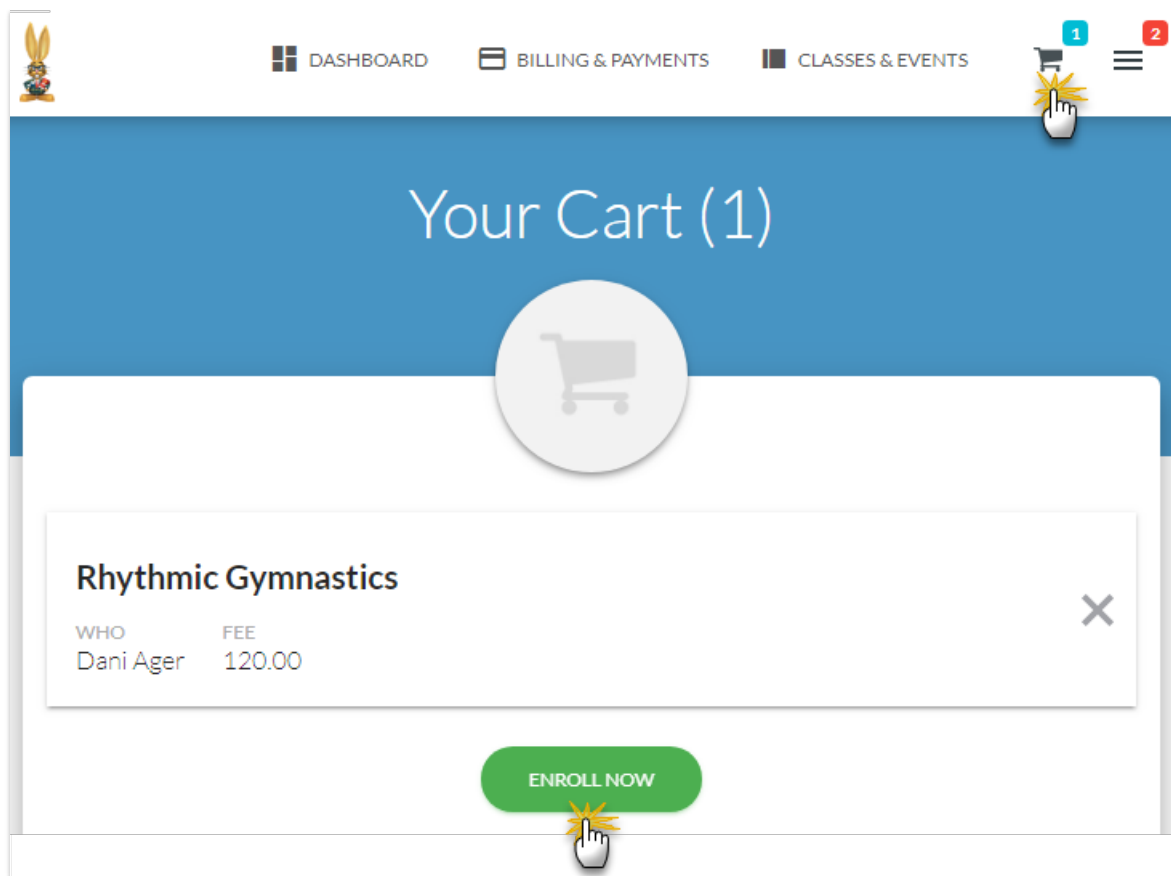 DASHBOARD BILLING & PAYMENTS CLASSES & EVENTS 1 2
Your Cart (1)
Rhythmic Gymnastics
WHO FEE
Dani Ager 120.00
ENROLL NOW